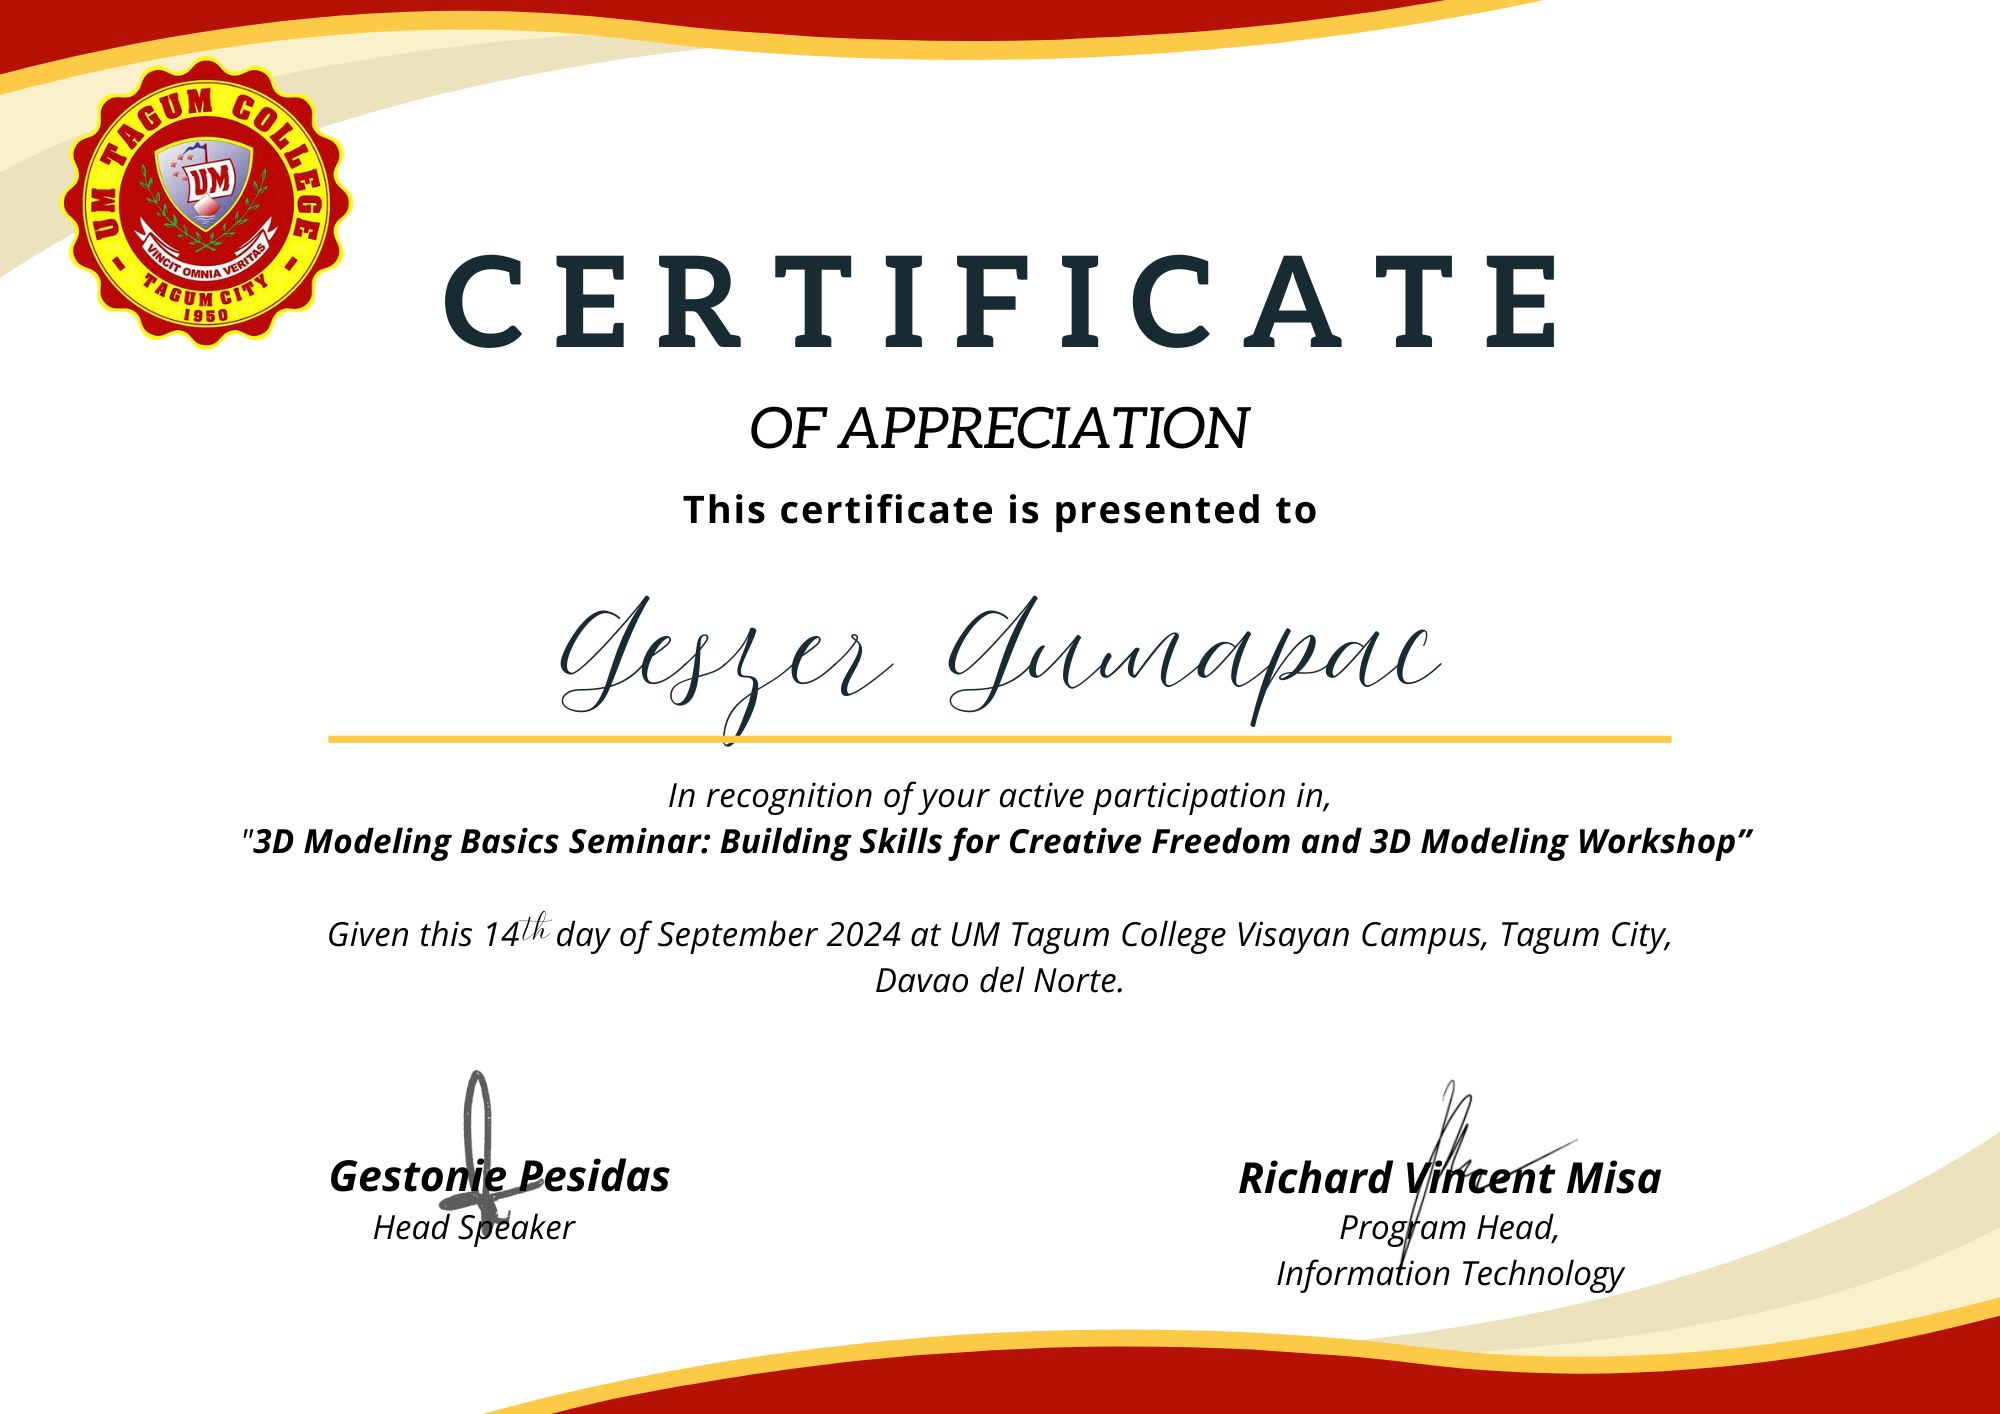 UM TAGUM COLLEGE
UM
VINCIT OMNIA VERITAS
TAGUM CITY
1950
CERTIFICATE
OF APPRECIATION
This certificate is presented to
Geszer Gumapac
In recognition of your active participation in,
"3D Modeling Basics Seminar: Building Skills for Creative Freedom and 3D Modeling Workshop”
Given this 14th day of September 2024 at UM Tagum College Visayan Campus, Tagum City,
Davao del Norte.
Gestonie Pesidas
Head Speaker
Richard Vincent Misa
Program Head,
Information Technology